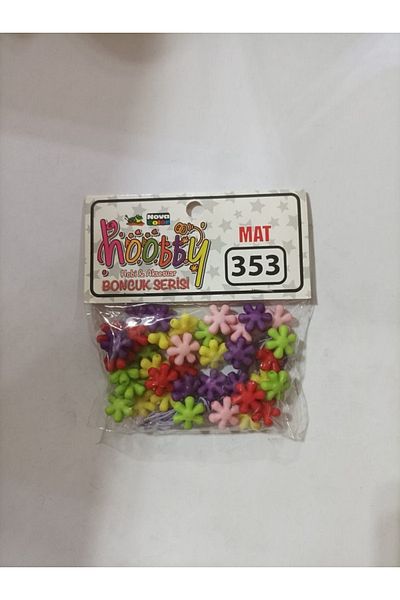 Nova
Color
hobby
Hobi & Aksesuar
BONCUK SERİSİ
MAT
353